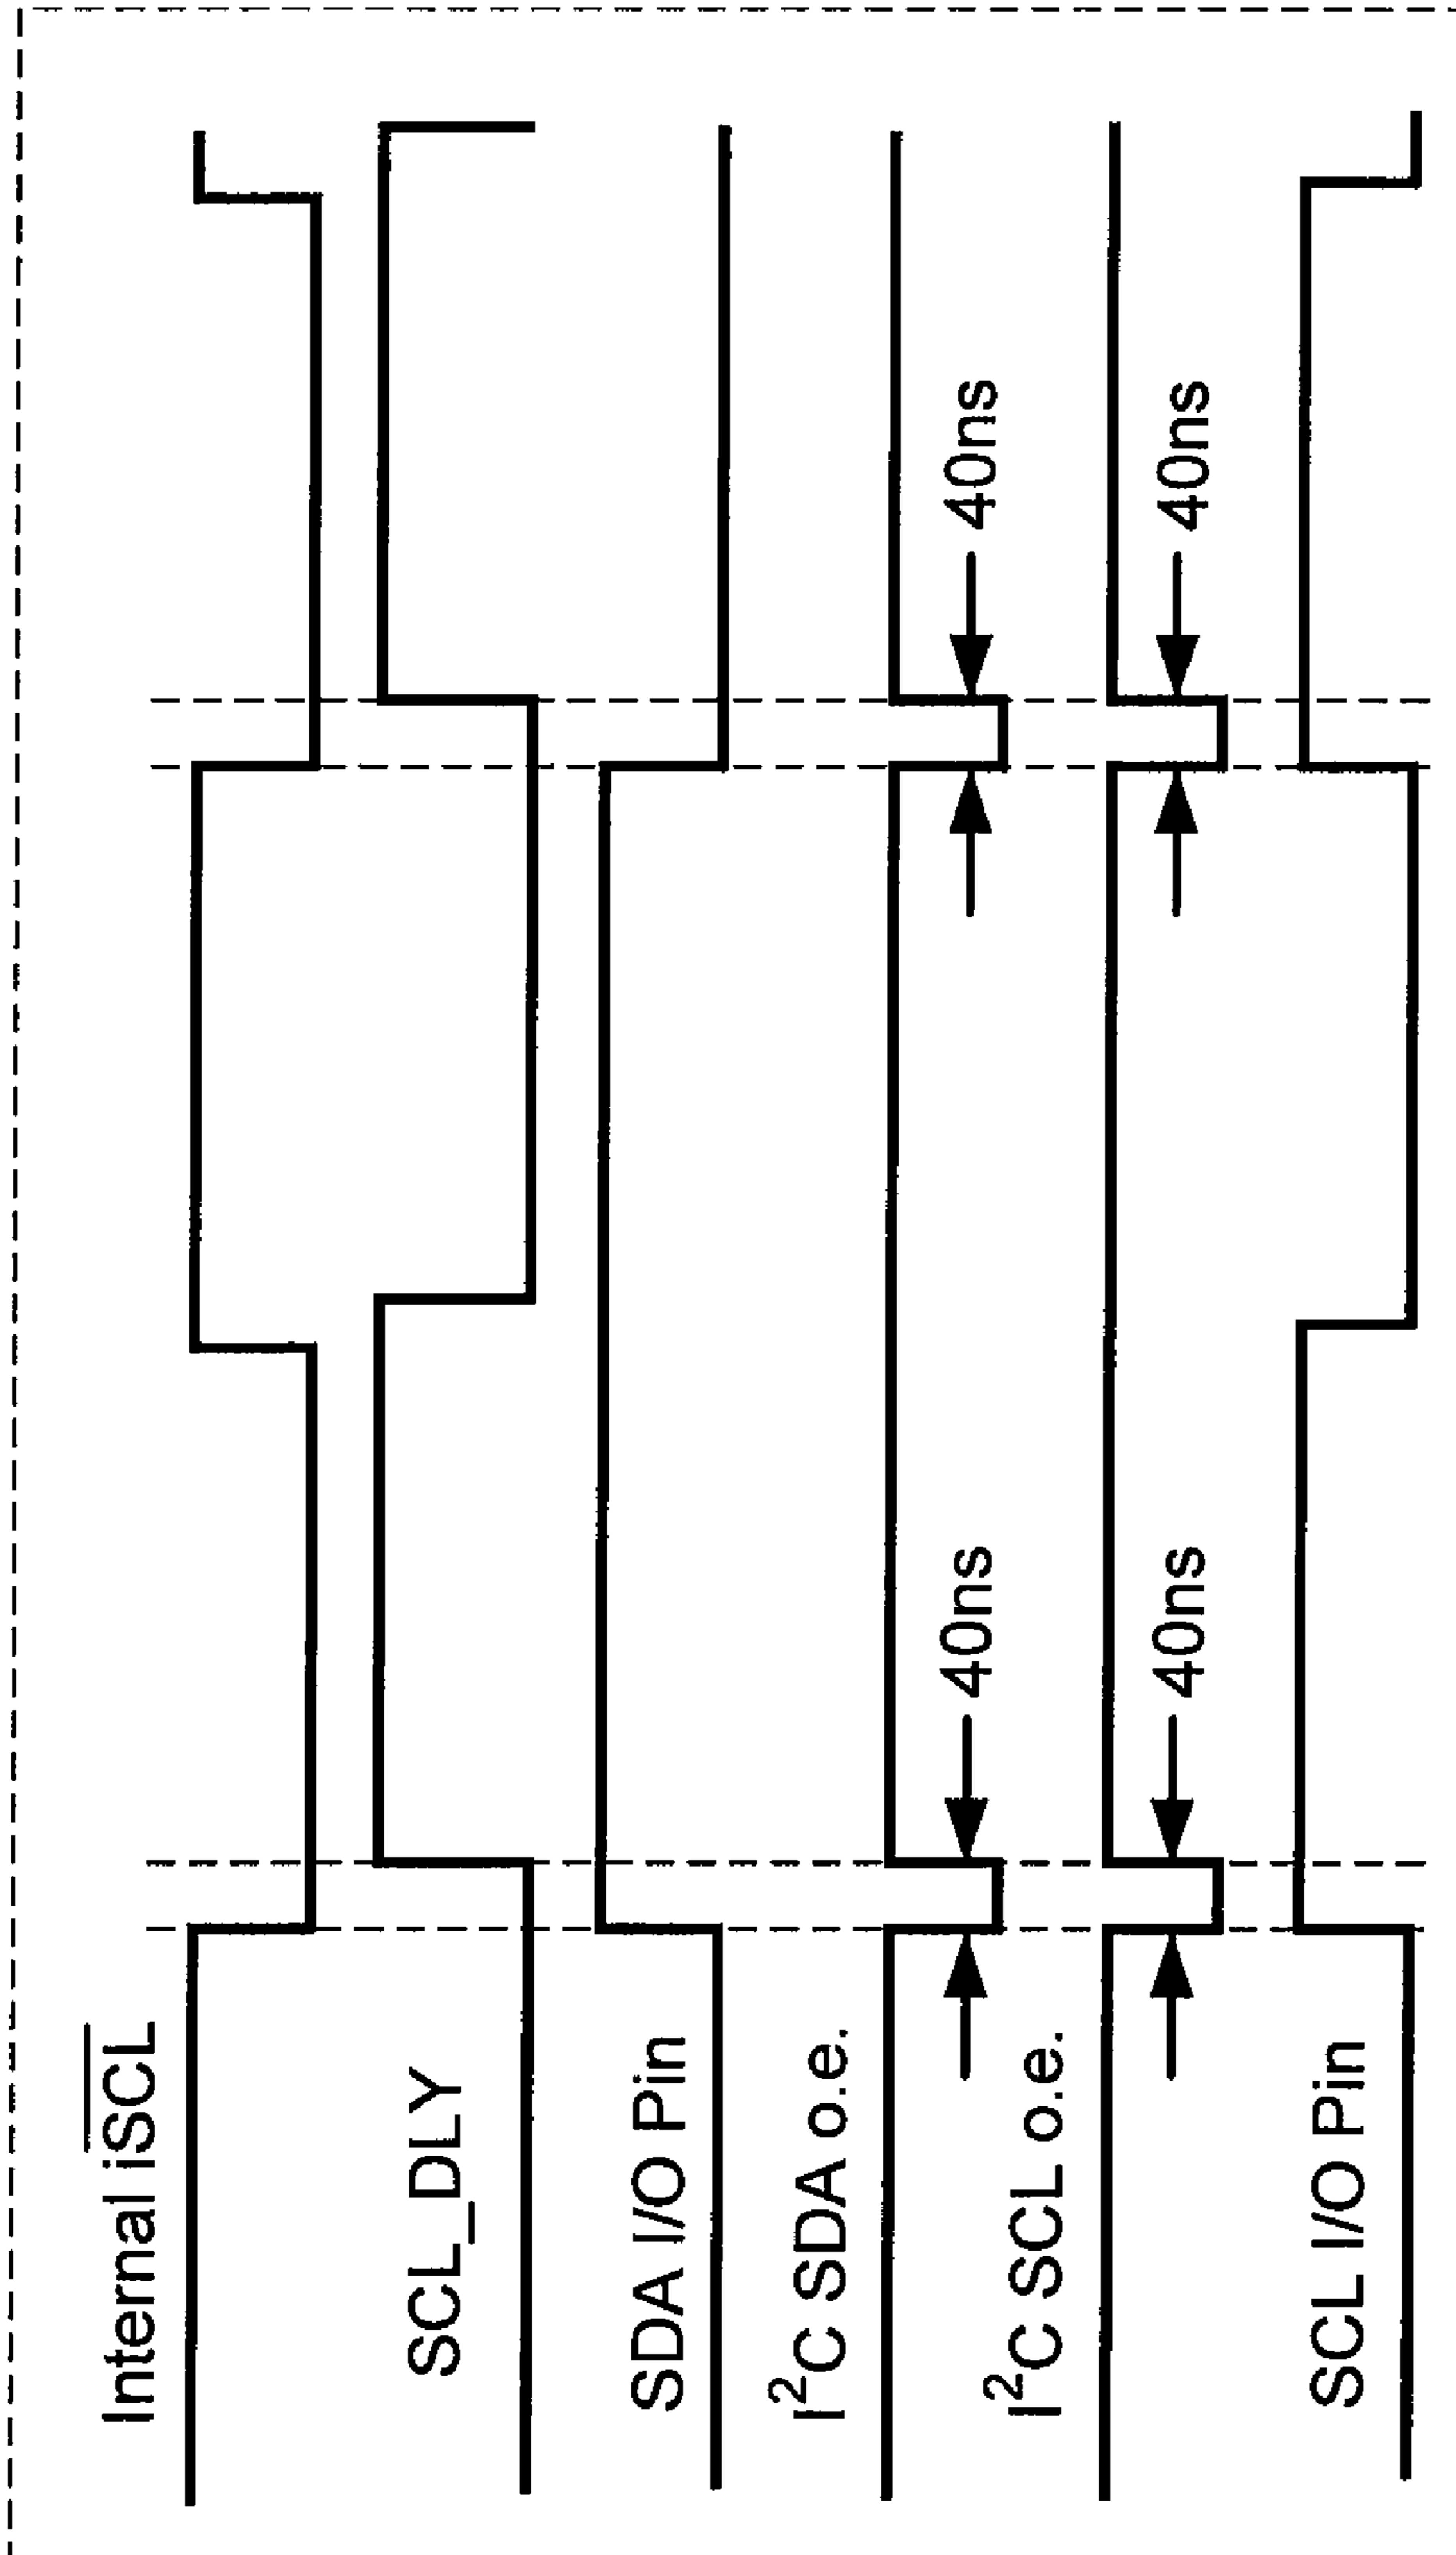 Internal iSCL
SCL_DLY
SDA I/O Pin
I²C SDA o.e.
40ns
40ns
I²C SCL o.e.
40ns
40ns
SCL I/O Pin